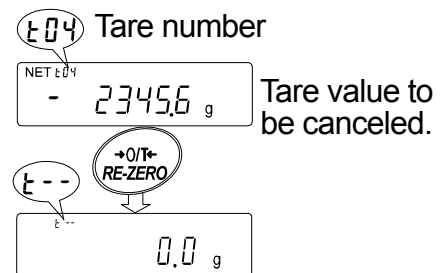 t04 Tare number
NET t04
- 2345.6 g
Tare value to
be canceled.
→0/T←
RE-ZERO
t--
t--
0.0 g